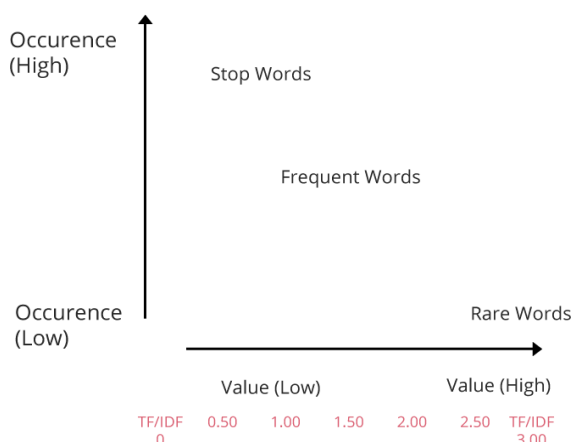 Occurence
(High)
Stop Words
Frequent Words
Occurence
(Low)
Rare Words
Value (Low)
Value (High)
TF/IDF 0.50 1.00 1.50 2.00 2.50 TF/IDF
0 3.00